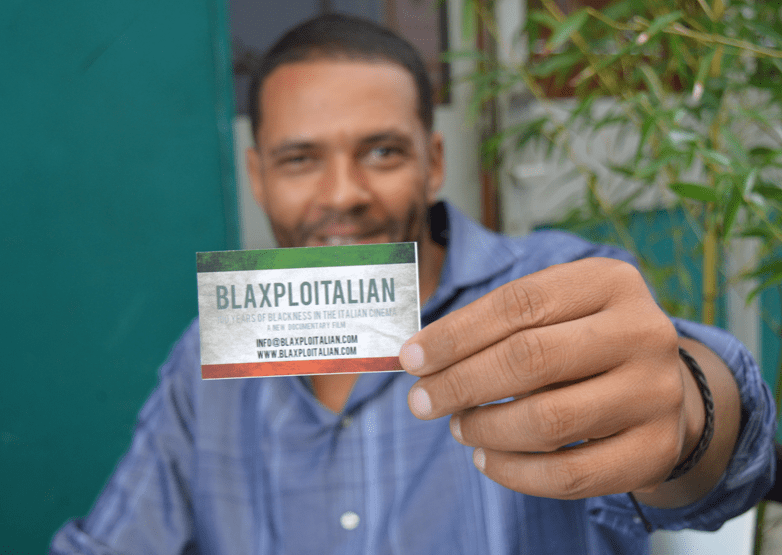 BLAXPLOITALIAN
YEARS OF BLACKNESS IN THE ITALIAN CINEMA
A NEW DOCUMENTARY FILM
INFO@BLAXPLOITALIAN.COM
WWW.BLAXPLOITALIAN.COM